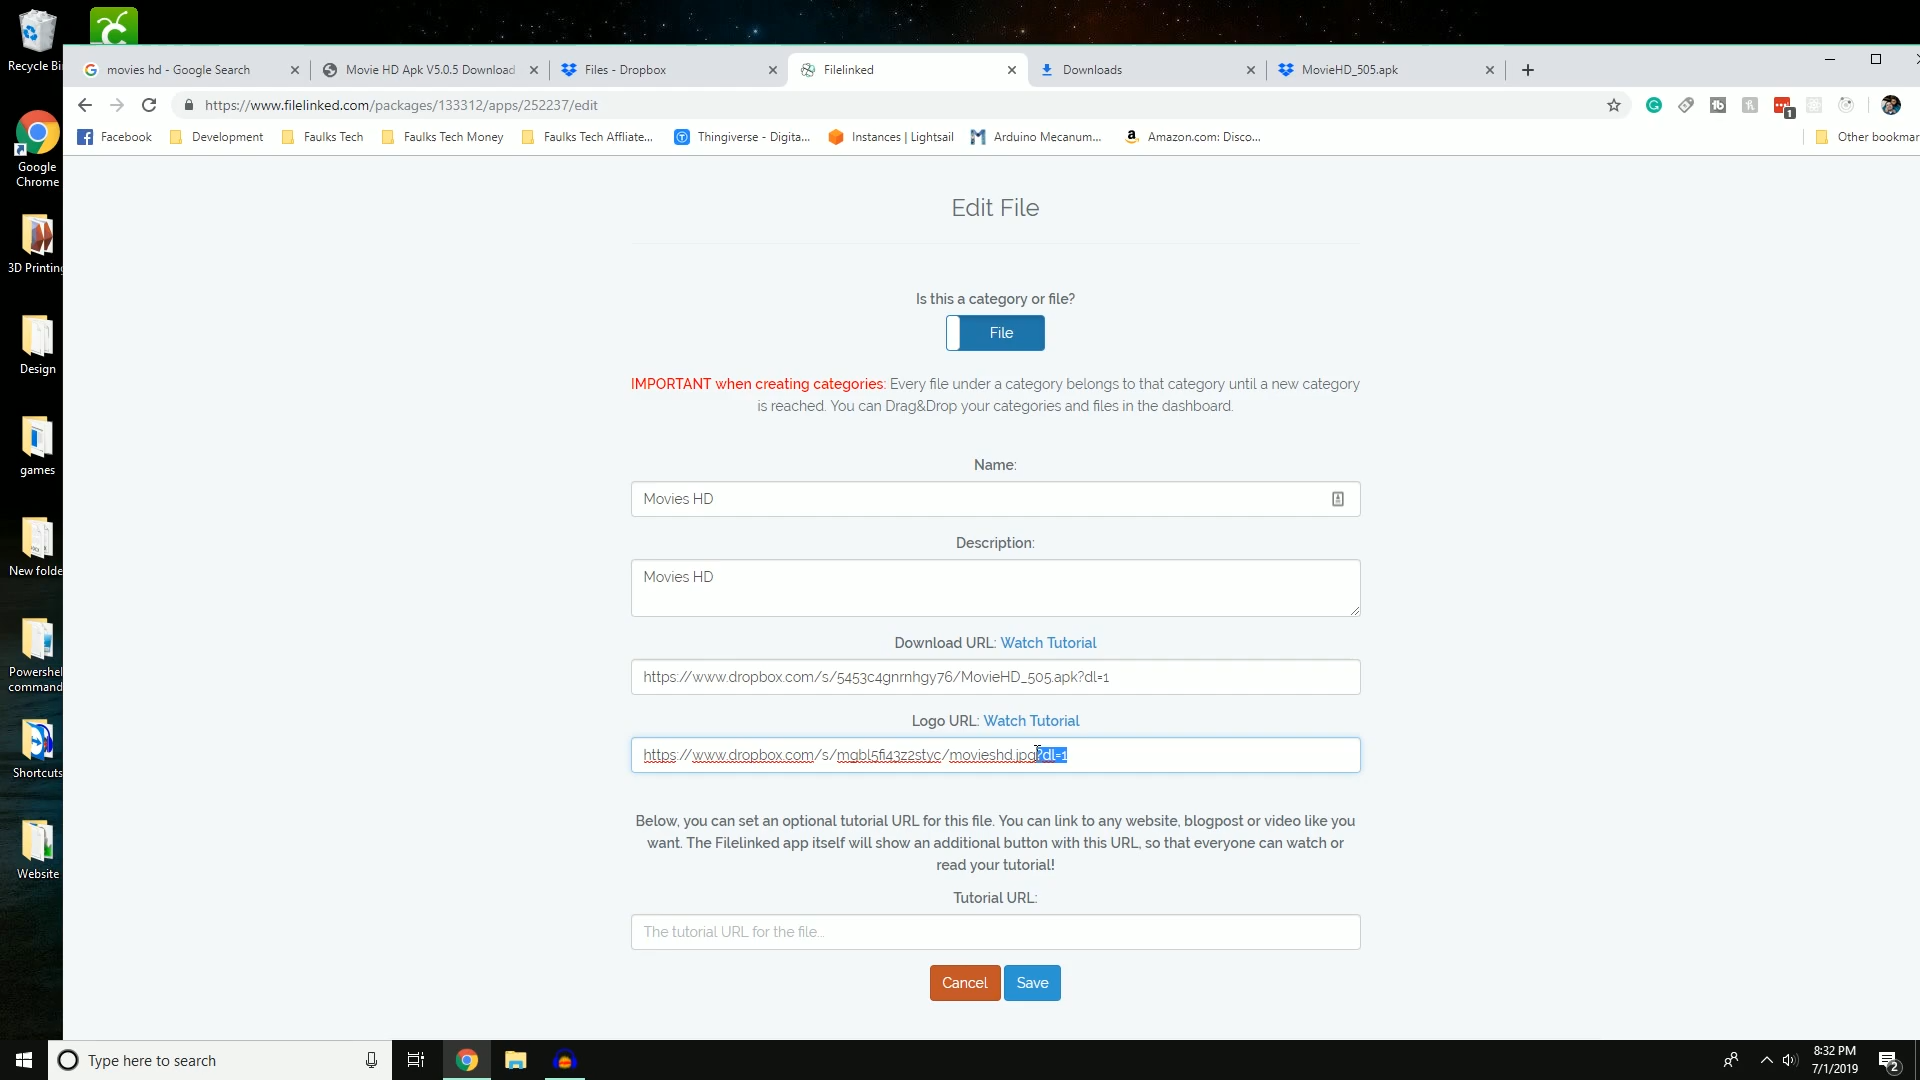 Recycle Bi
movies hd - Google Search
Movie HD Apk V5.0.5 Download
Files - Dropbox
Filelinked
Downloads
MovieHD_505.apk
https://www.filelinked.com/packages/133312/apps/252237/edit
Facebook
Development
Faulks Tech
Faulks Tech Money
Faulks Tech Affliate...
Thingiverse - Digita...
Instances | Lightsail
Arduino Mecanum...
Amazon.com: Disco...
Other bookmar
Google
Chrome
3D Printing
Design
games
New folde
Powershel
command
Shortcuts
Website
Edit File
Is this a category or file?
File
IMPORTANT when creating categories: Every file under a category belongs to that category until a new category
is reached. You can Drag&Drop your categories and files in the dashboard.
Name:
Movies HD
Description:
Movies HD
Download URL: Watch Tutorial
https://www.dropbox.com/s/5453c4gnrnhgy76/MovieHD_505.apk?dl=1
Logo URL: Watch Tutorial
https://www.dropbox.com/s/mgbl5fi43z2styc/movieshd.jpg?dl=1
Below, you can set an optional tutorial URL for this file. You can link to any website, blogpost or video like you
want. The Filelinked app itself will show an additional button with this URL, so that everyone can watch or
read your tutorial!
Tutorial URL:
The tutorial URL for the file...
Cancel
Save
Type here to search
8:32 PM
7/1/2019
2